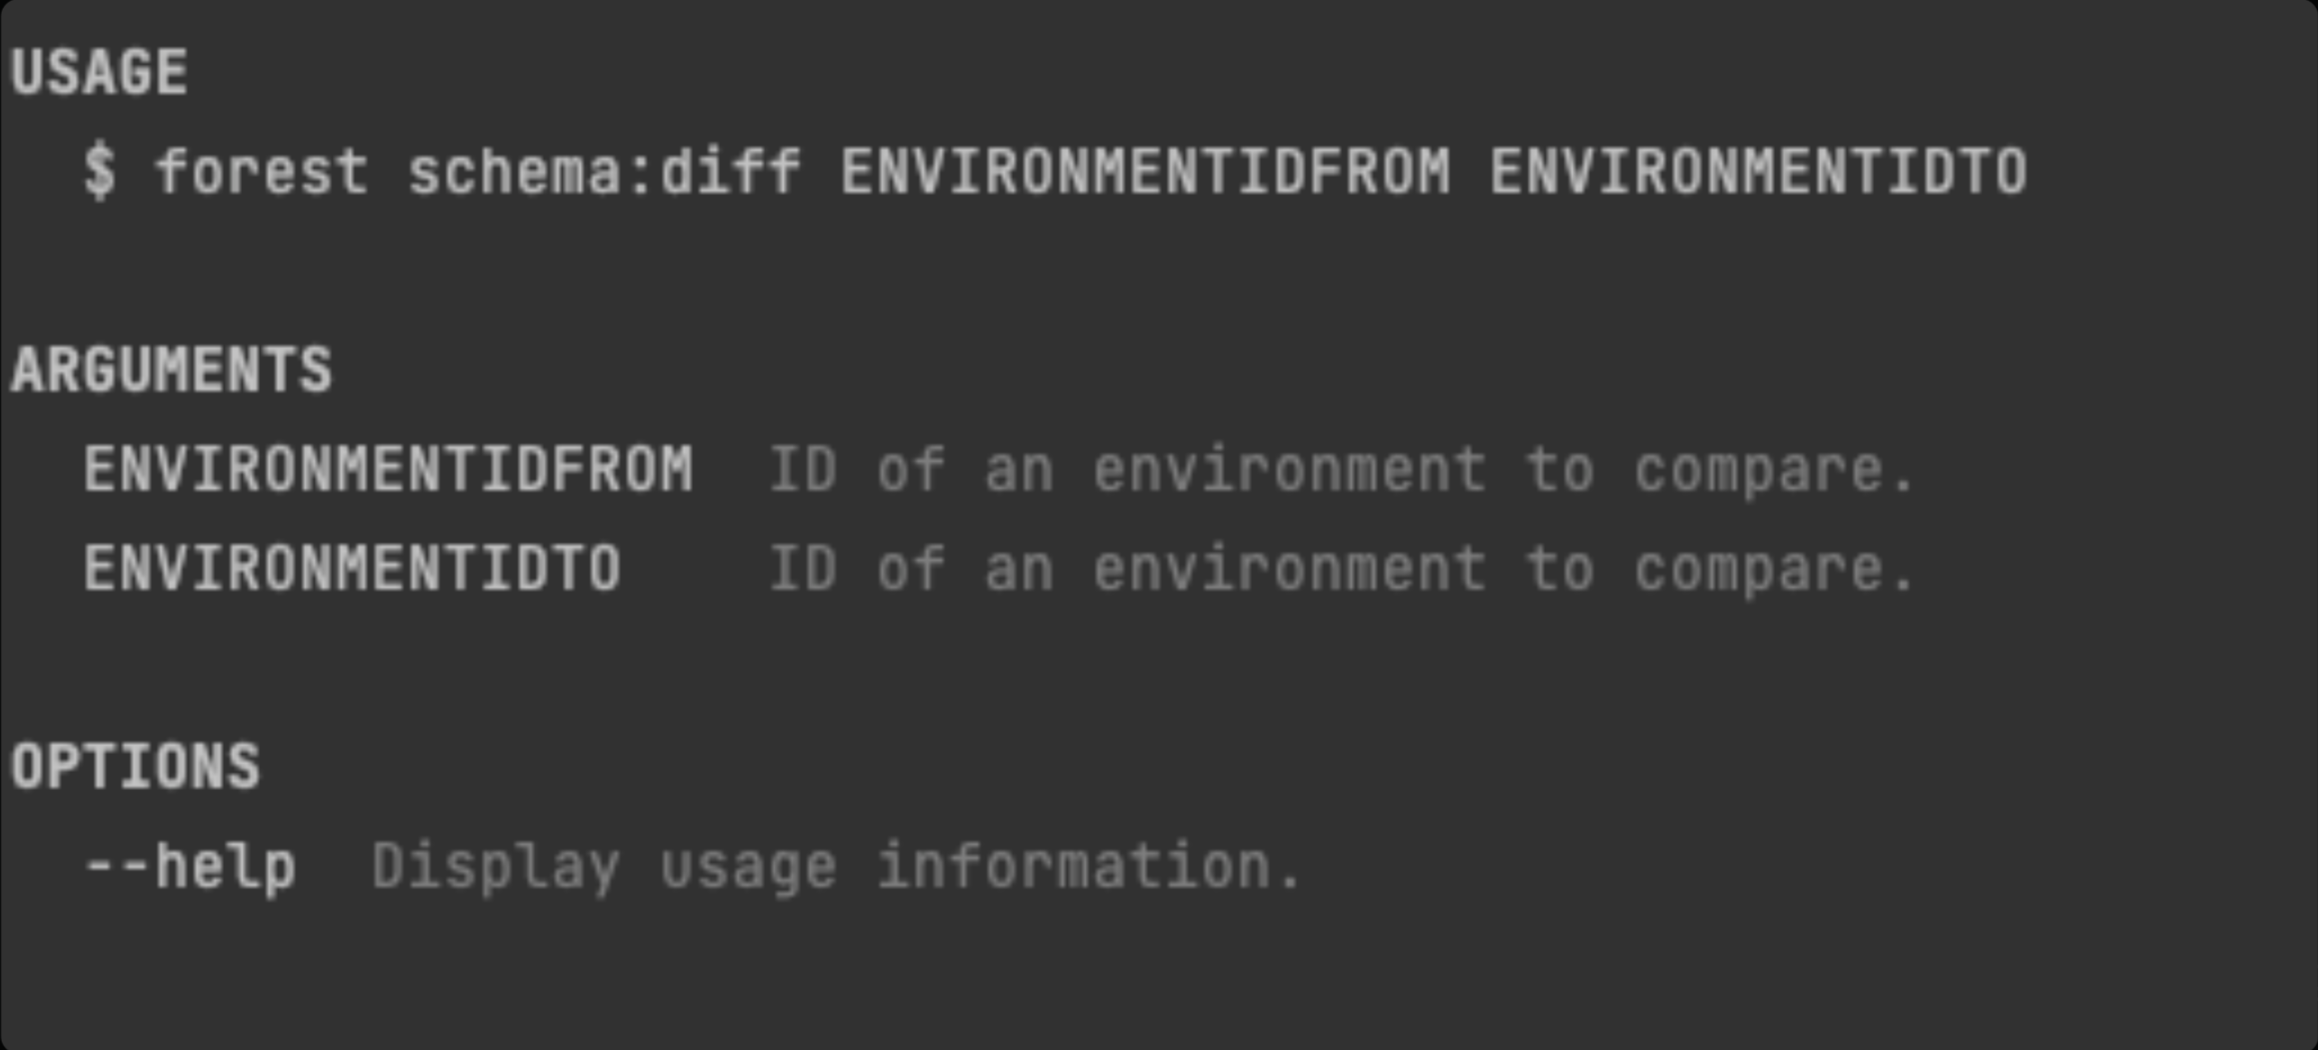 USAGE
$ forest schema:diff ENVIRONMENTIDFROM ENVIRONMENTIDTO
ARGUMENTS
ENVIRONMENTIDFROM  ID of an environment to compare.
ENVIRONMENTIDTO    ID of an environment to compare.
OPTIONS
--help  Display usage information.